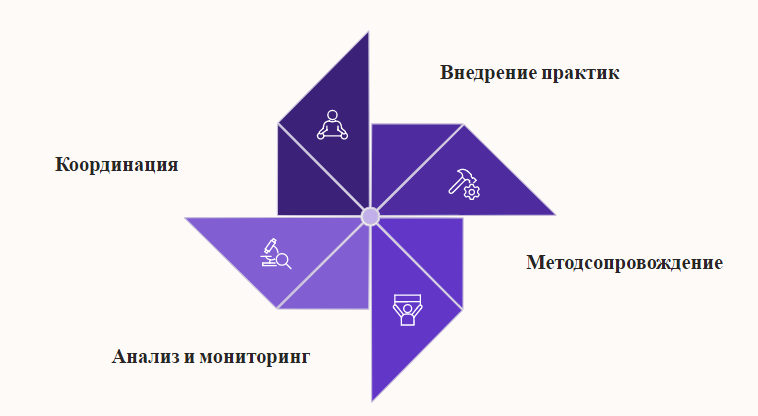 Внедрение практик
Координация
Методсопровождение
Анализ и мониторинг